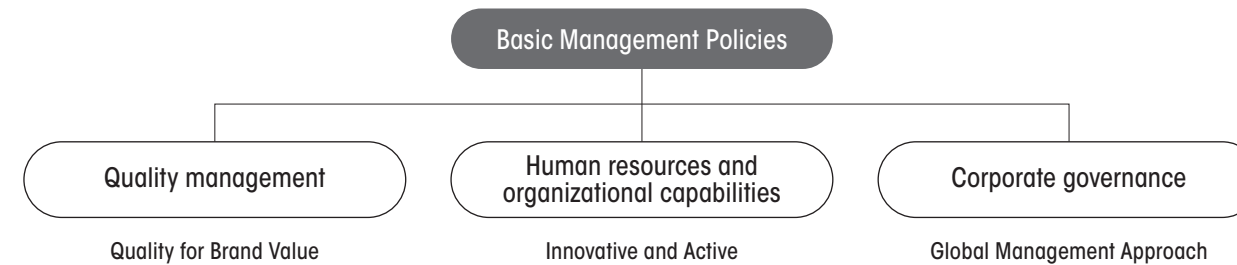 Basic Management Policies
Quality management
Human resources and
organizational capabilities
Corporate governance
Quality for Brand Value
Innovative and Active
Global Management Approach